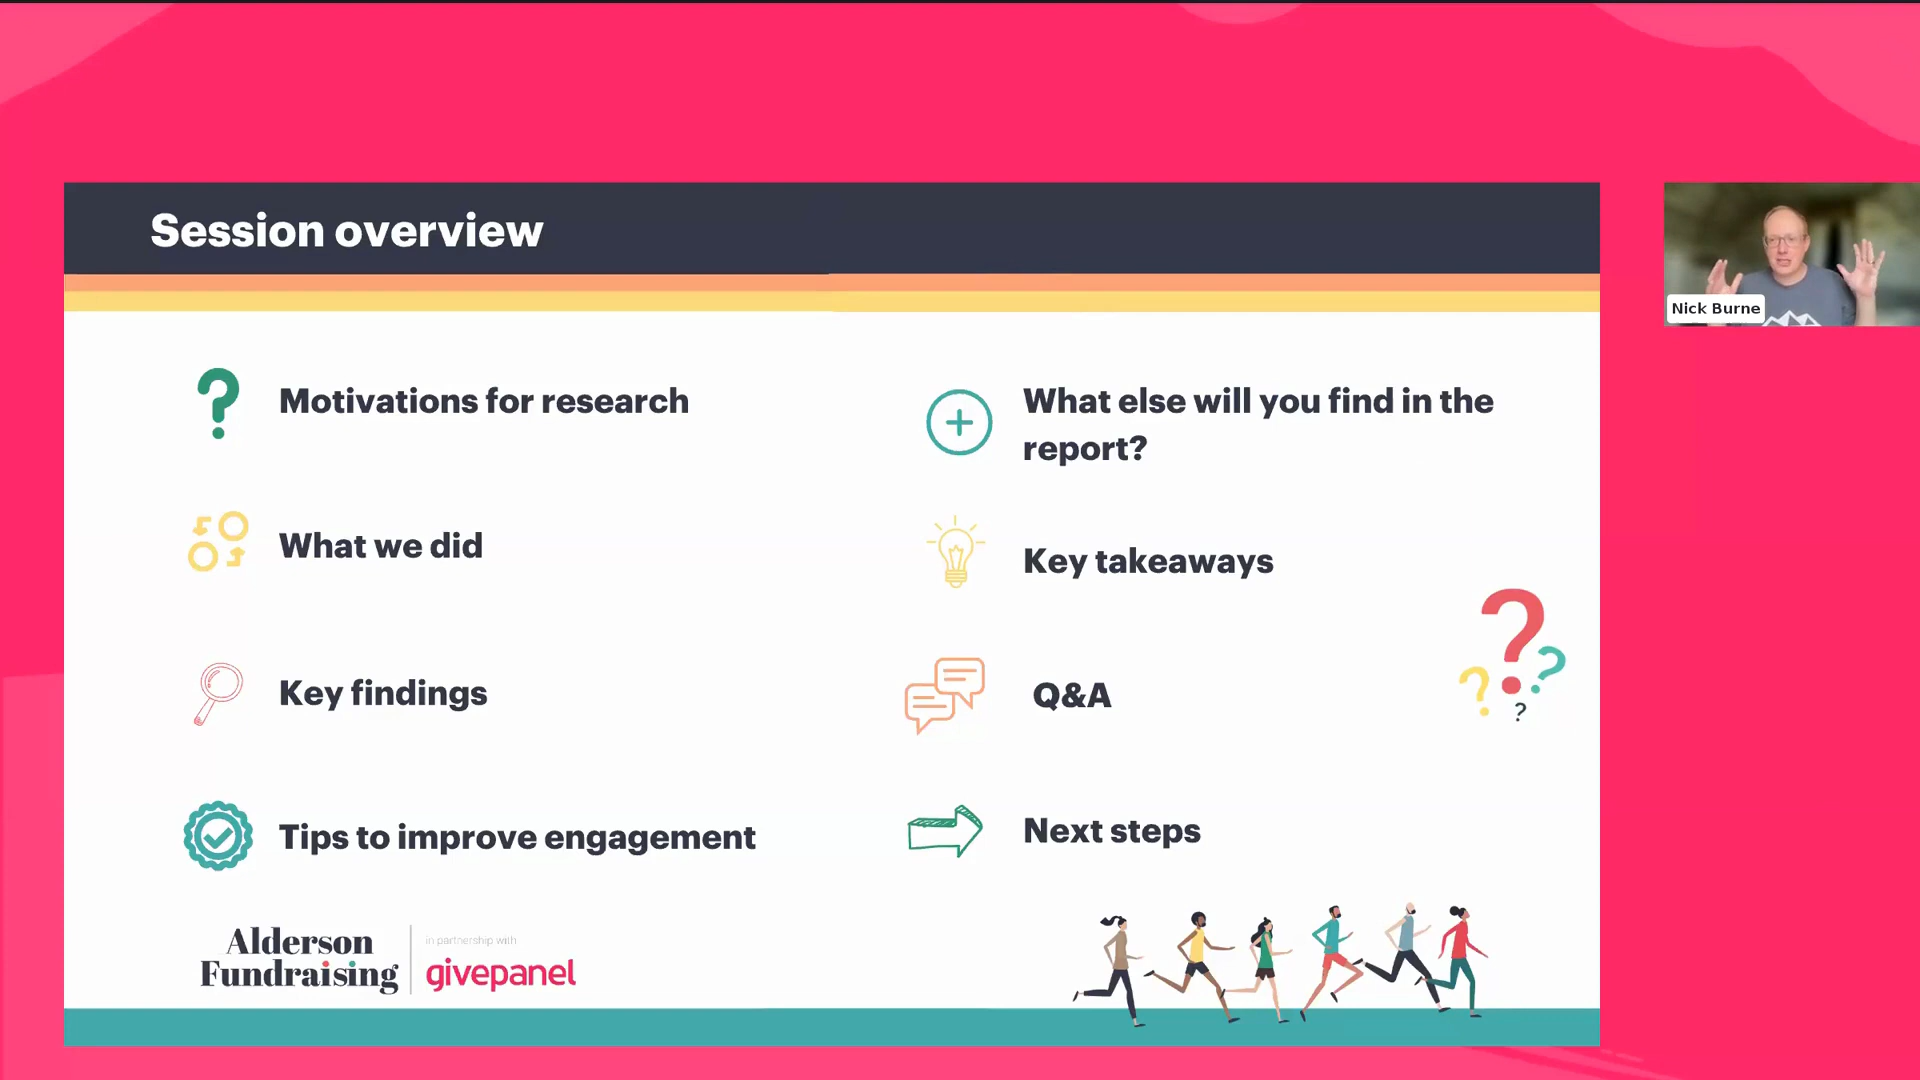 Session overview
Motivations for research
What we did
Key findings
Tips to improve engagement
What else will you find in the
report?
Key takeaways
Q&A
Next steps
Alderson
Fundraising
in partnership with
givepanel
Nick Burne